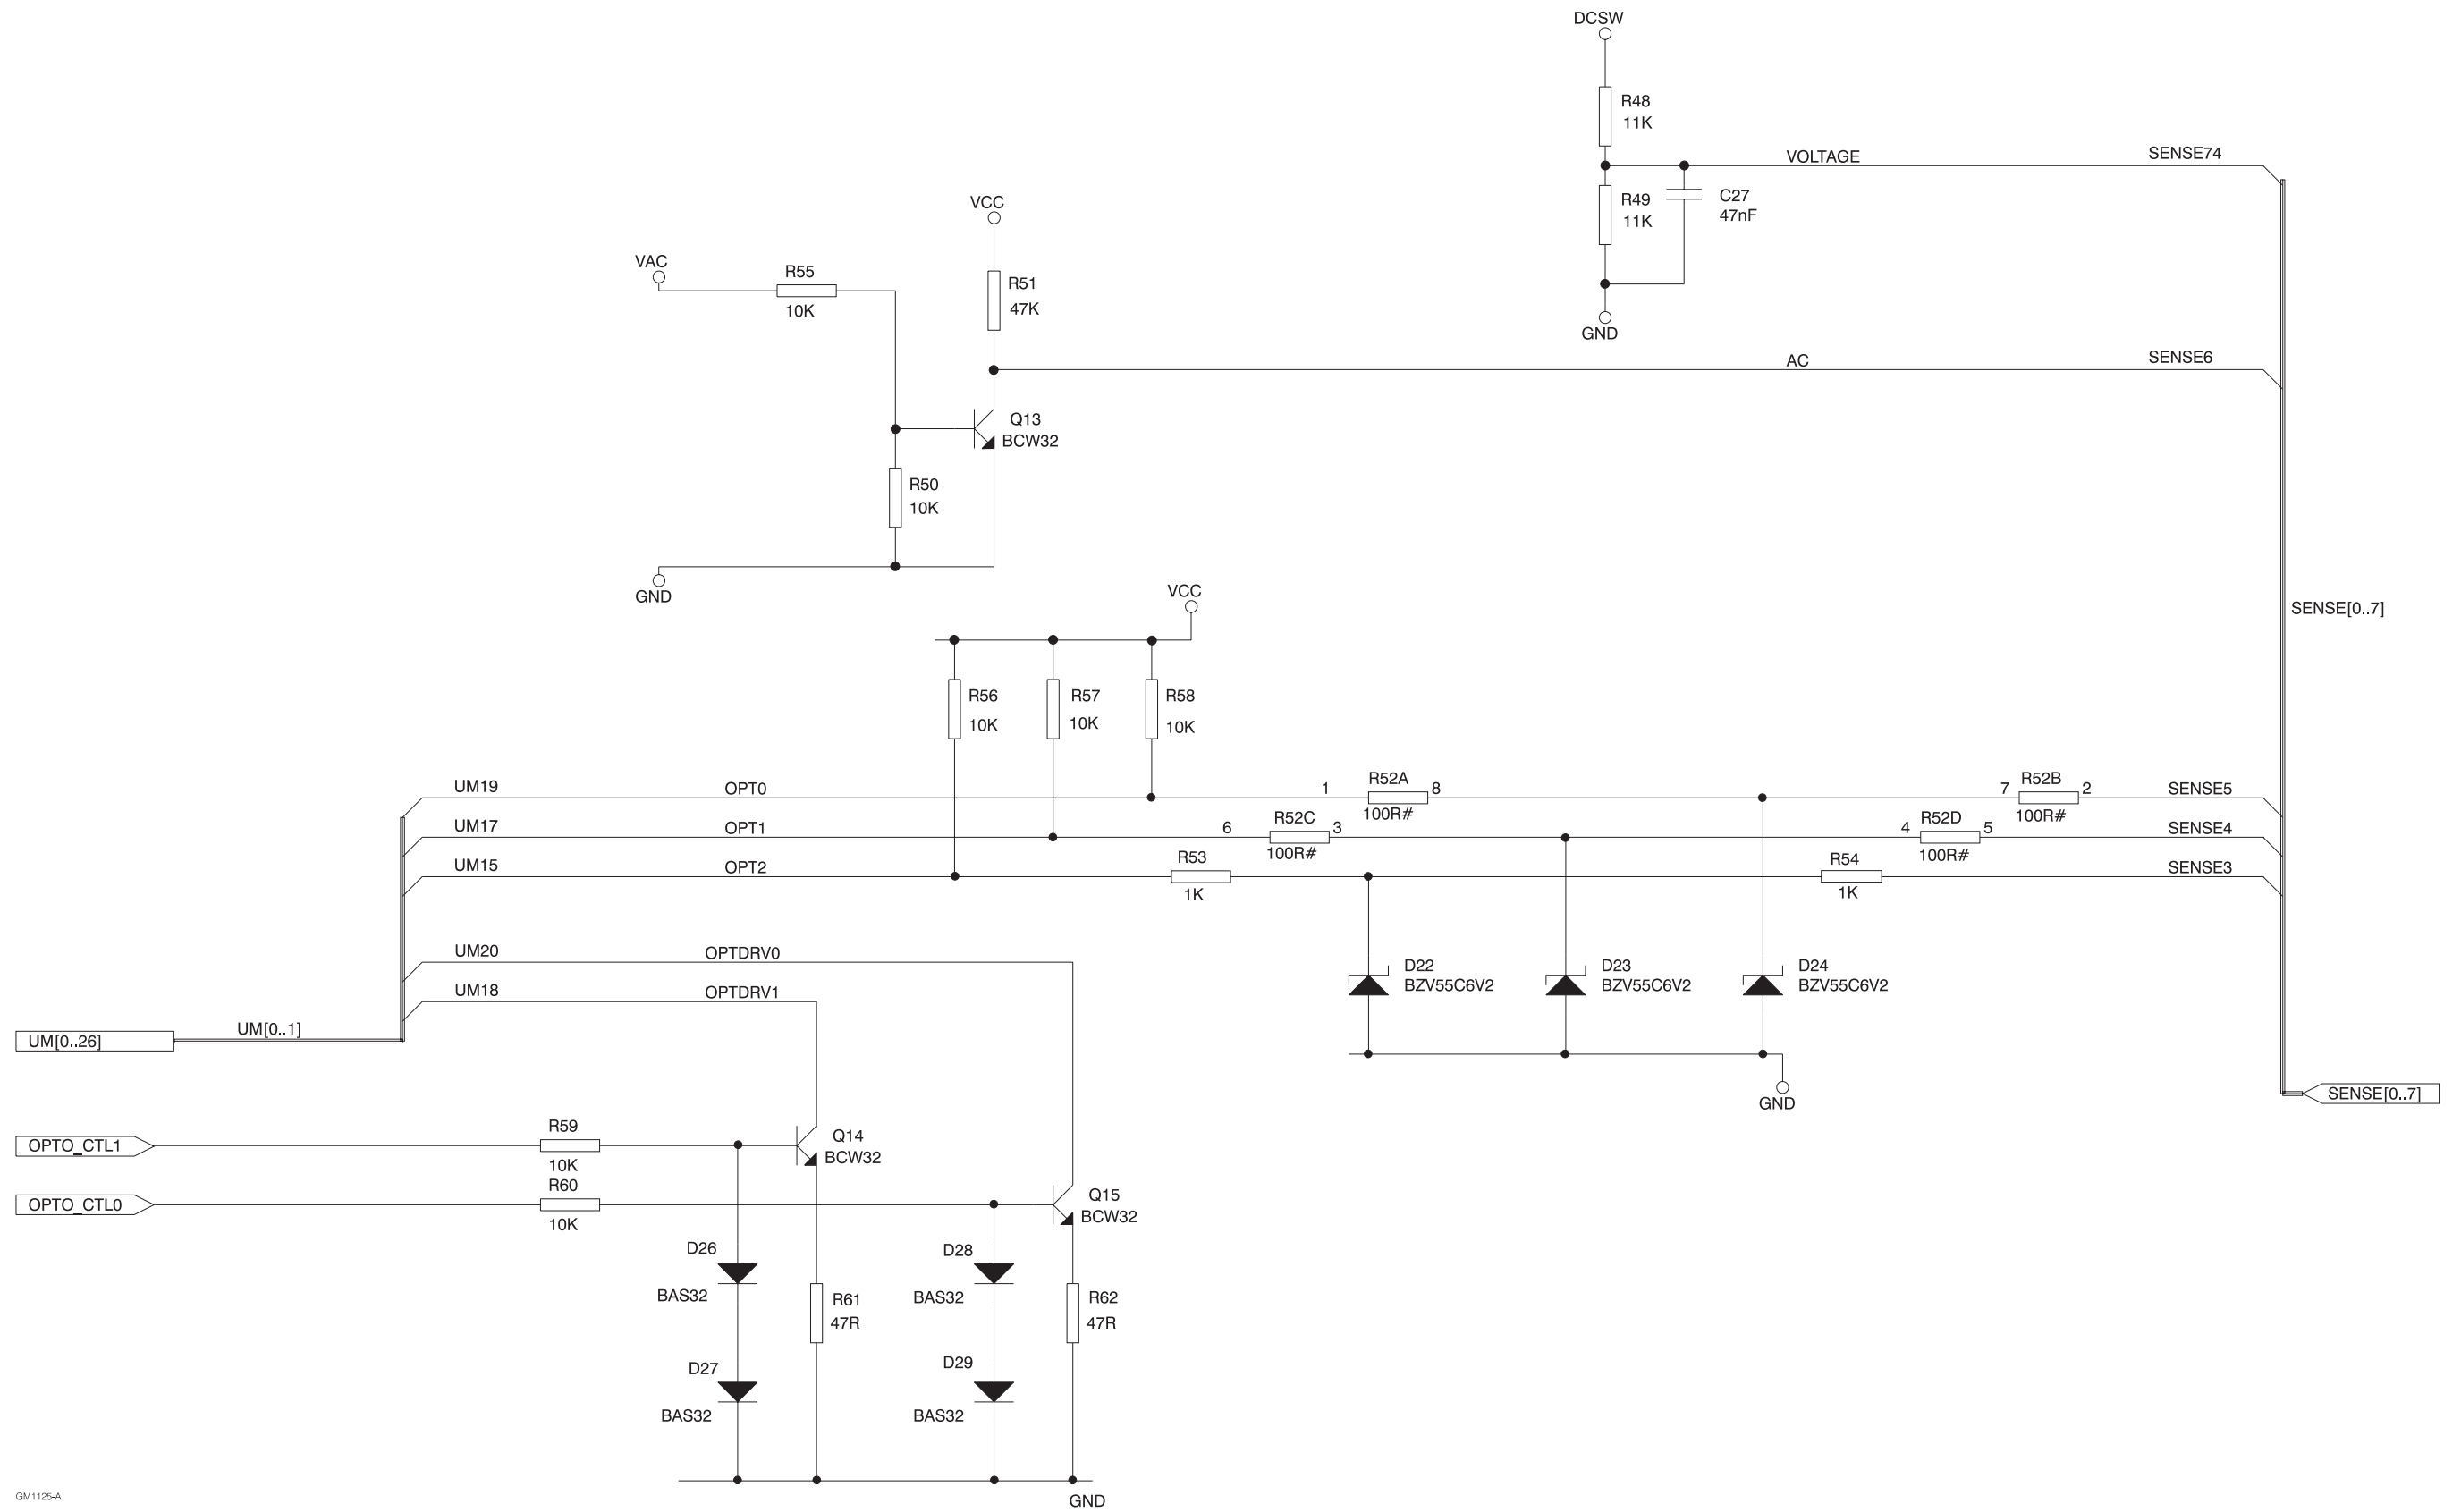 DCSW
R48
11K
VOLTAGE
SENSE74
R49
11K
C27
47nF
VCC
VAC
R55
10K
R51
47K
GND
AC
SENSE6
Q13
BCW32
R50
10K
GND
VCC
SENSE[0..7]
R56
10K
R57
10K
R58
10K
UM19
OPT0
1
R52A
8
100R#
7
R52B
2
100R#
SENSE5
UM17
OPT1
6
R52C
3
100R#
4
R52D
5
100R#
SENSE4
UM15
OPT2
R53
1K
R54
1K
SENSE3
UM20
OPTDRV0
D22
BZV55C6V2
D23
BZV55C6V2
D24
BZV55C6V2
UM18
OPTDRV1
UM[0..1]
UM[0..26]
GND
SENSE[0..7]
OPTO_CTL1
R59
10K
Q14
BCW32
OPTO_CTL0
R60
10K
Q15
BCW32
D26
BAS32
D28
BAS32
R61
47R
R62
47R
D27
BAS32
D29
BAS32
GND
GM1125-A